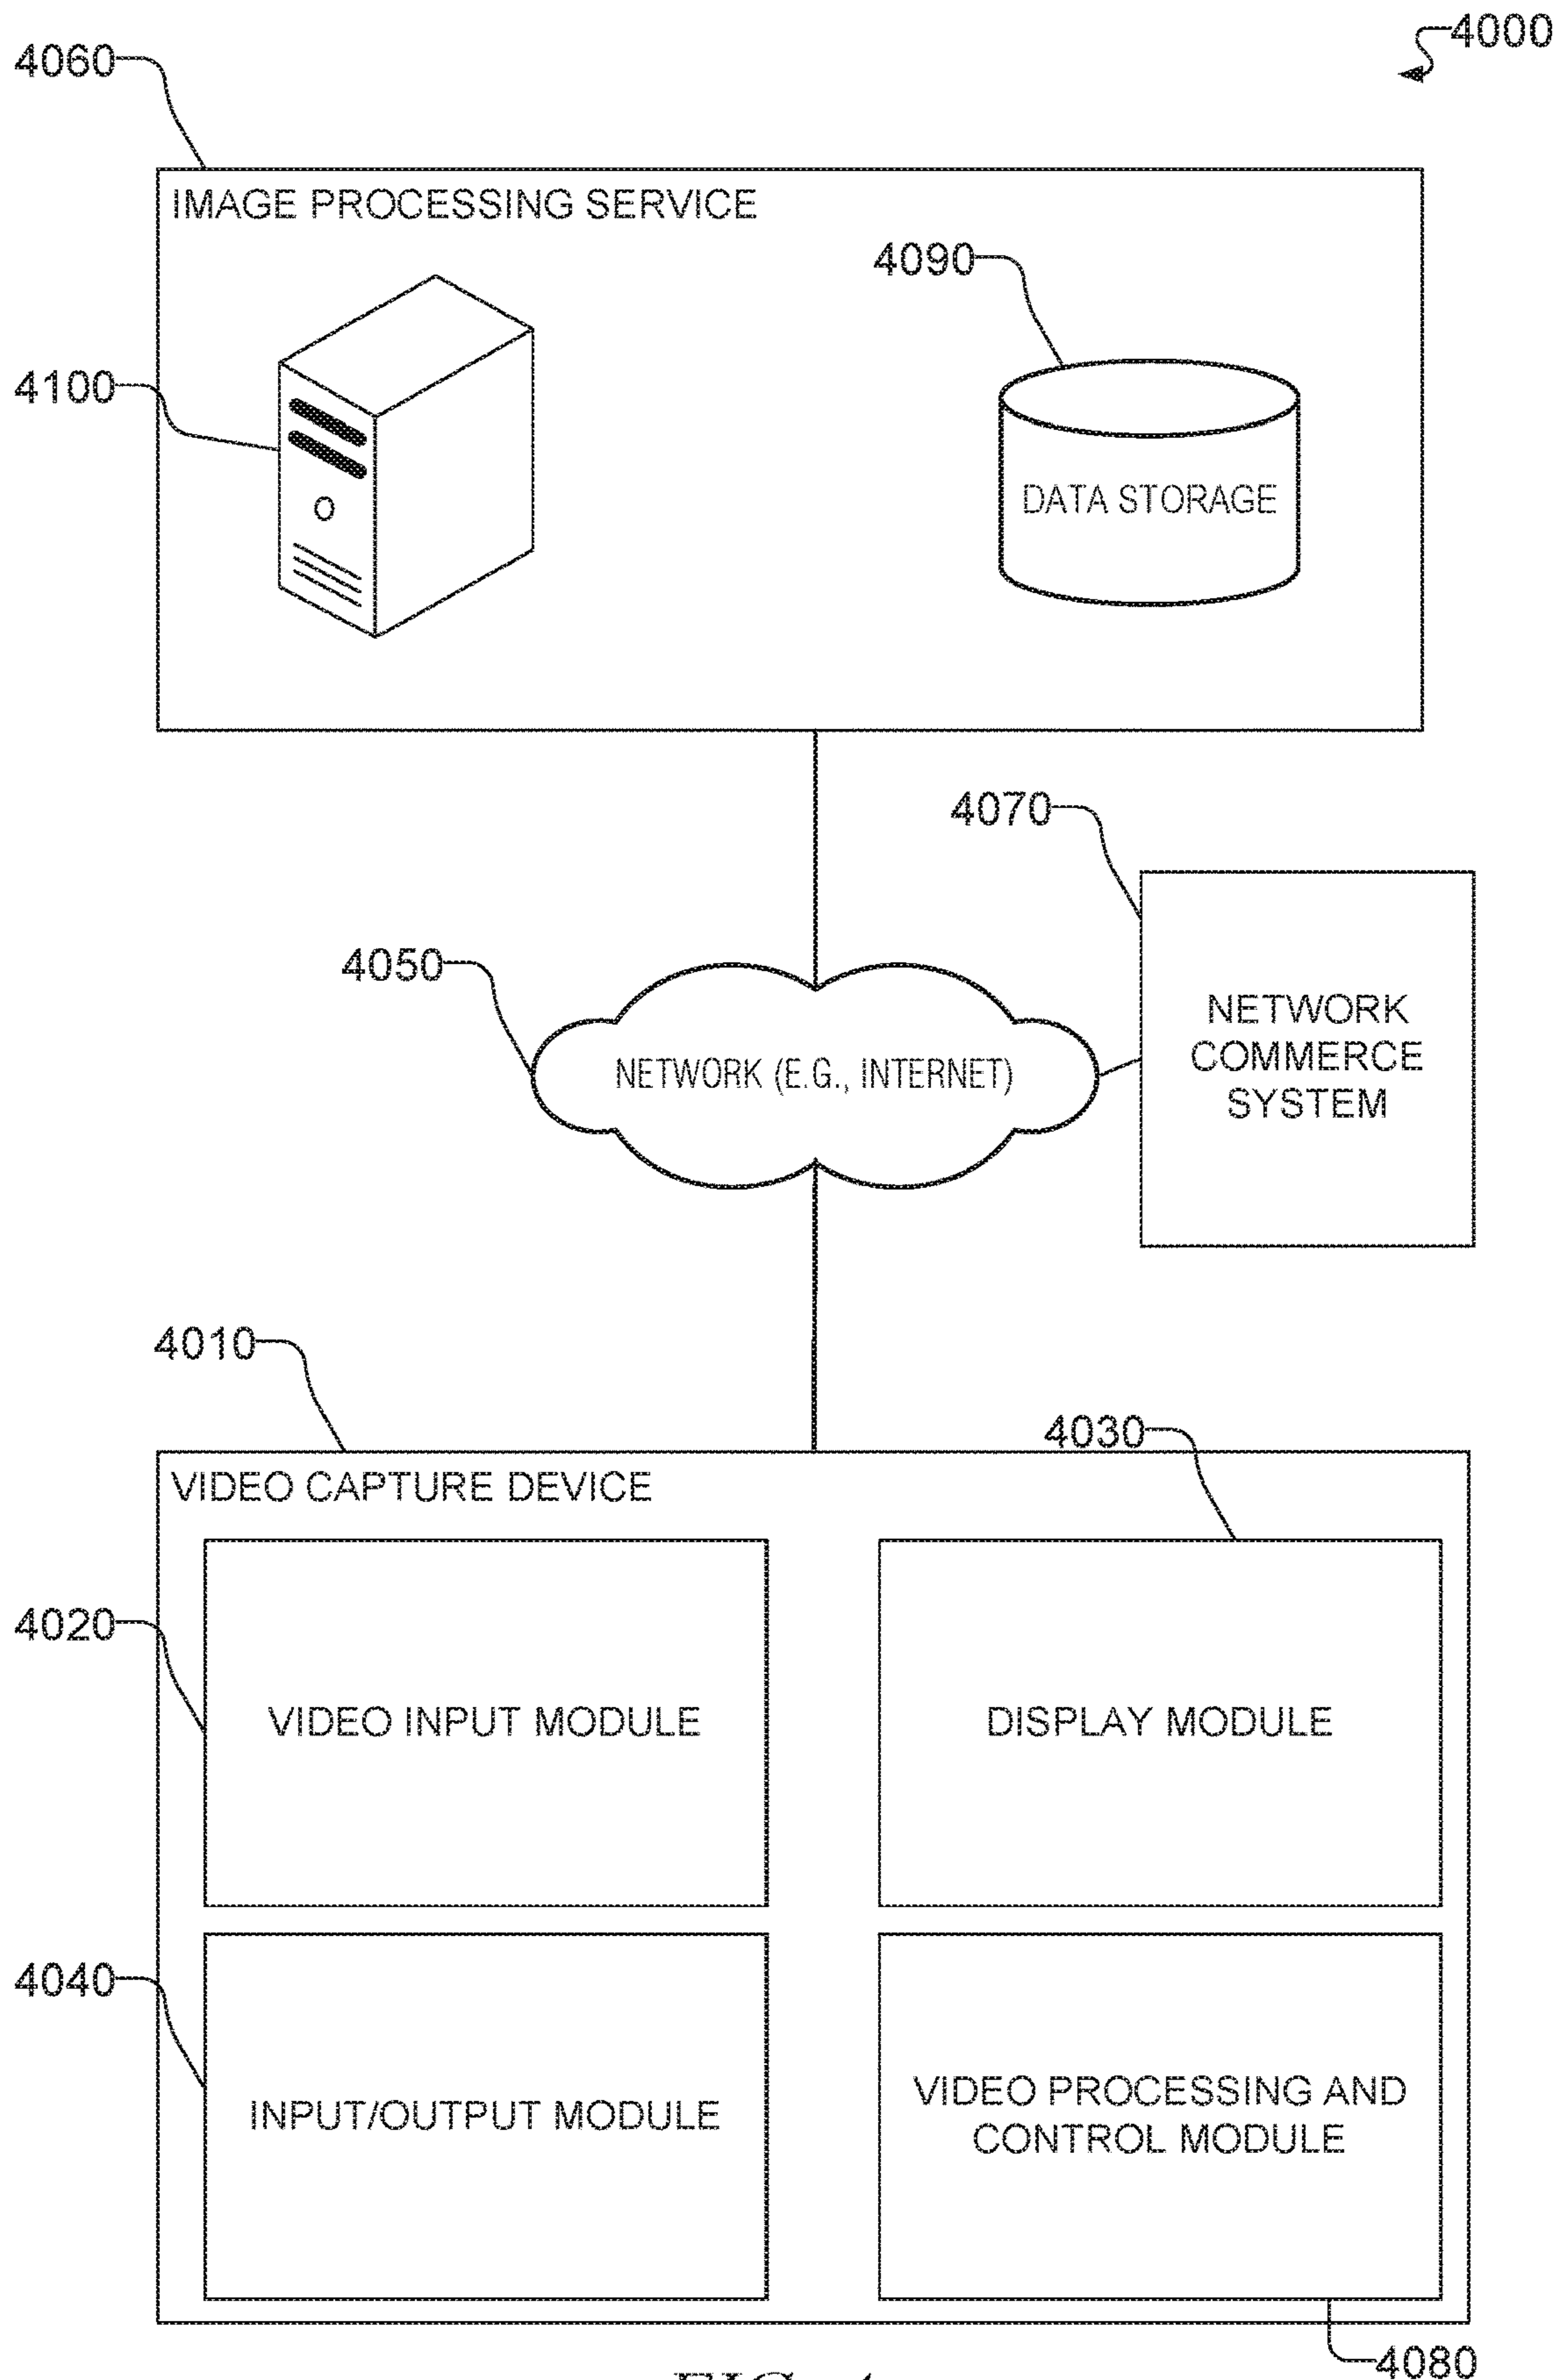 4000
4060
IMAGE PROCESSING SERVICE
4090
4100
DATA STORAGE
4070
4050
NETWORK
COMMERCE
SYSTEM
NETWORK (E.G., INTERNET)
4010
4030
VIDEO CAPTURE DEVICE
4020
VIDEO INPUT MODULE
DISPLAY MODULE
4040
INPUT/OUTPUT MODULE
VIDEO PROCESSING AND
CONTROL MODULE
4080